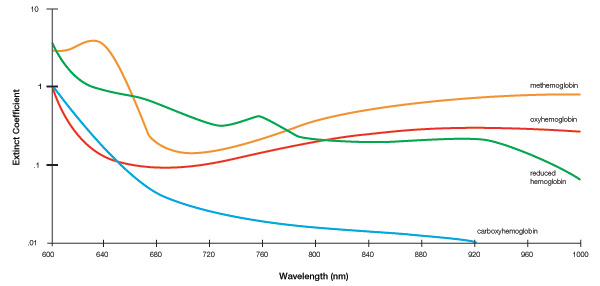 10
1
.1
.01
Extinct Coefficient
methemoglobin
oxyhemoglobin
reduced
hemoglobin
carboxyhemoglobin
600 640 680 720 760 800 840 880 920 960 1000
Wavelength (nm)